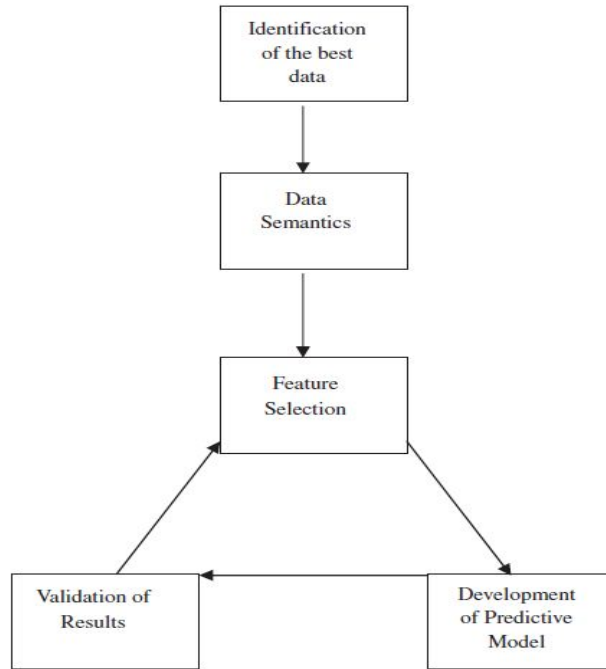 Identification
of the best
data
Data
Semantics
Feature
Selection
Validation of
Results
Development
of Predictive
Model